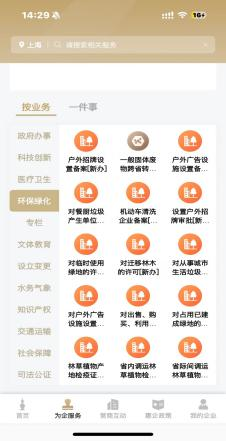 14:29
16+
上海
请搜索相关服务
按业务
一件事
政府办事
科技创新
医疗卫生
环保绿化
专栏
文体教育
设立变更
水务气象
知识产权
交通运输
社会保障
司法公证
户外招牌设
置备案[新办]
一般固体废
物跨省转...
户外广告设
施设置备...
对餐厨垃圾
产生单位...
机动车清洗
企业备案[...
设置户外招
牌审批[新...
对临时使用
绿地的许...
对迁移林木
的许可[新办]
对从事城市
生活垃圾...
对户外广告
设施设置...
对出售、购
买、利用...
对占用已建
成绿地的...
林草植物产
地检疫证...
省内调运林
草植物检...
省际间调运
林草植物...
首页
为企服务
营商互动
惠企政策
我的企业